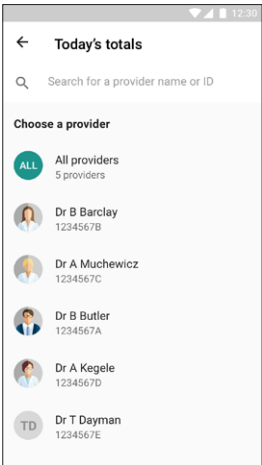 12:30
Today's totals
Search for a provider name or ID
Choose a provider
ALL
All providers
5 providers
Dr B Barclay
1234567B
Dr A Muchewicz
1234567C
Dr B Butler
1234567A
Dr A Kegele
1234567D
TD
Dr T Dayman
1234567E